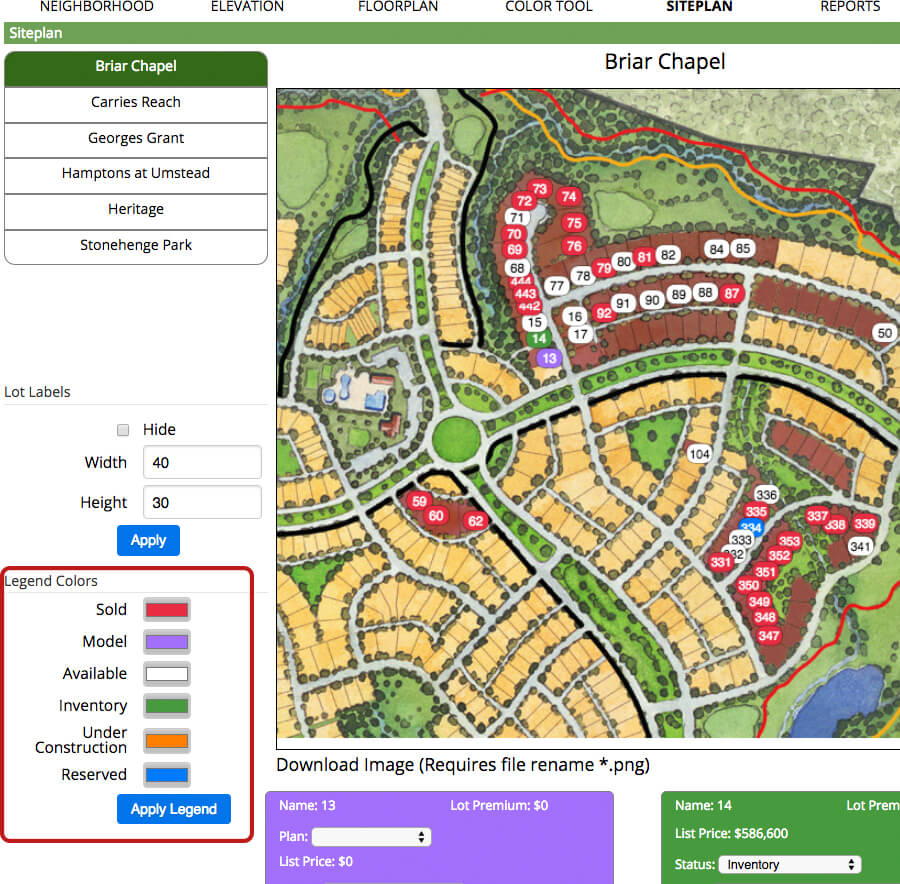 NEIGHBORHOOD ELEVATION FLOORPLAN COLOR TOOL SITEPLAN REPORTS
Siteplan
Briar Chapel
Carries Reach
Georges Grant
Hamptons at Umstead
Heritage
Stonehenge Park
Lot Labels
Hide
Width 40
Height 30
Apply
Legend Colors
Sold
Model
Available
Inventory
Under
Construction
Reserved
Apply Legend
Briar Chapel
73
72 74
71 75
70 76
69
68
444
443
442
15
14
13
77 78 79 80 81 82 84 85
16 92 91 90 89 88 87
17
50
104
59
60
62
336
335
334
333
332
331
337 338 339
341
353
352
351
350
349
348
347
Download Image (Requires file rename *.png)
Name: 13 Lot Premium: $0
Plan:
List Price: $0
Name: 14 Lot Prem
List Price: $586,600
Status: Inventory